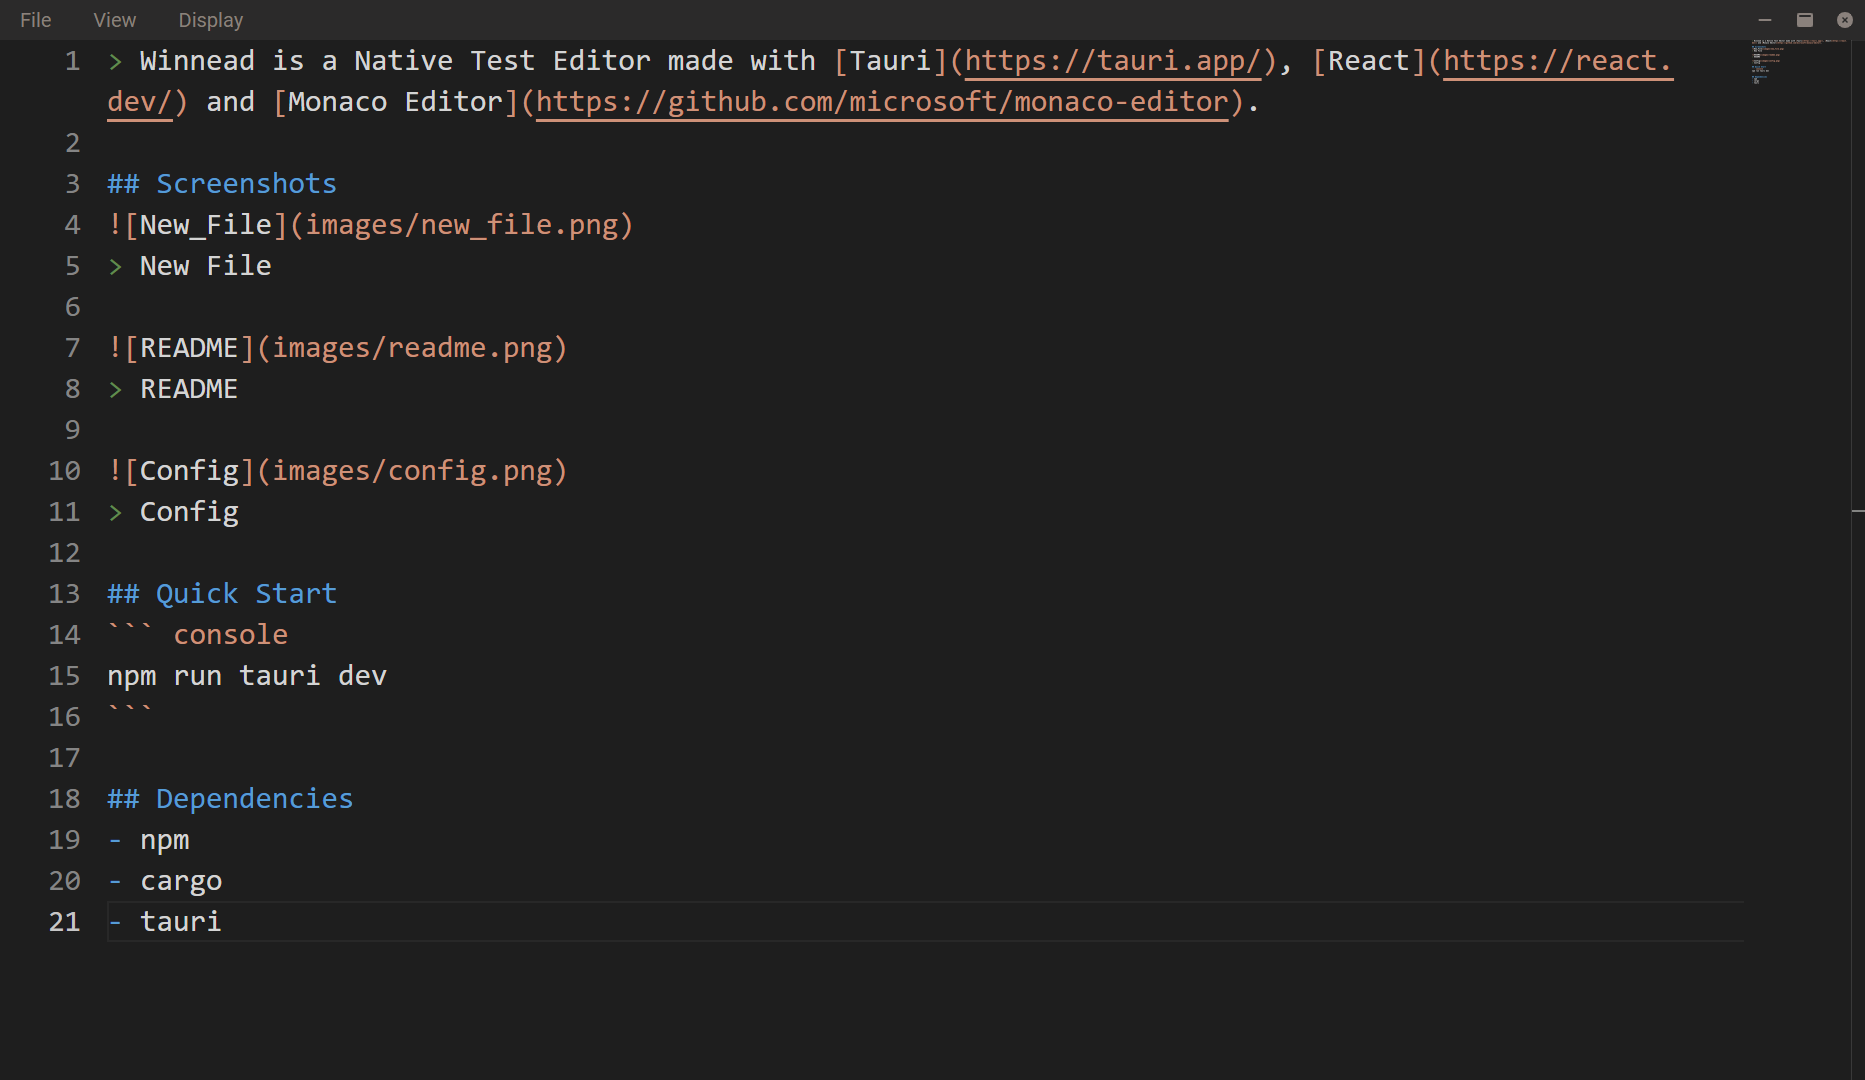 File View Display
1 > Winnead is a Native Test Editor made with [Tauri](https://tauri.app/), [React](https://react.
dev/) and [Monaco Editor](https://github.com/microsoft/monaco-editor).
2
3 ## Screenshots
4 ![New_File](images/new_file.png)
5 > New File
6
7 ![README](images/readme.png)
8 > README
9
10 ![Config](images/config.png)
11 > Config
12
13 ## Quick Start
14 ``` console
15 npm run tauri dev
16 ```
17
18 ## Dependencies
19 - npm
20 - cargo
21 - tauri